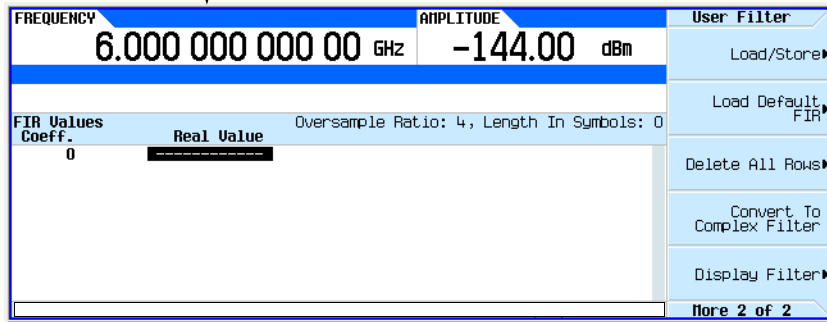 FREQUENCY
AMPLITUDE
6.000 000 000 00 GHz
-144.00 dBm
FIR Values
Oversample Ratio: 4, Length In Symbols: 0
Coeff.
Real Value
0
------------
User Filter
Load/Store
Load Default
FIR
Delete All Rows
Convert To
Complex Filter
Display Filter
More 2 of 2